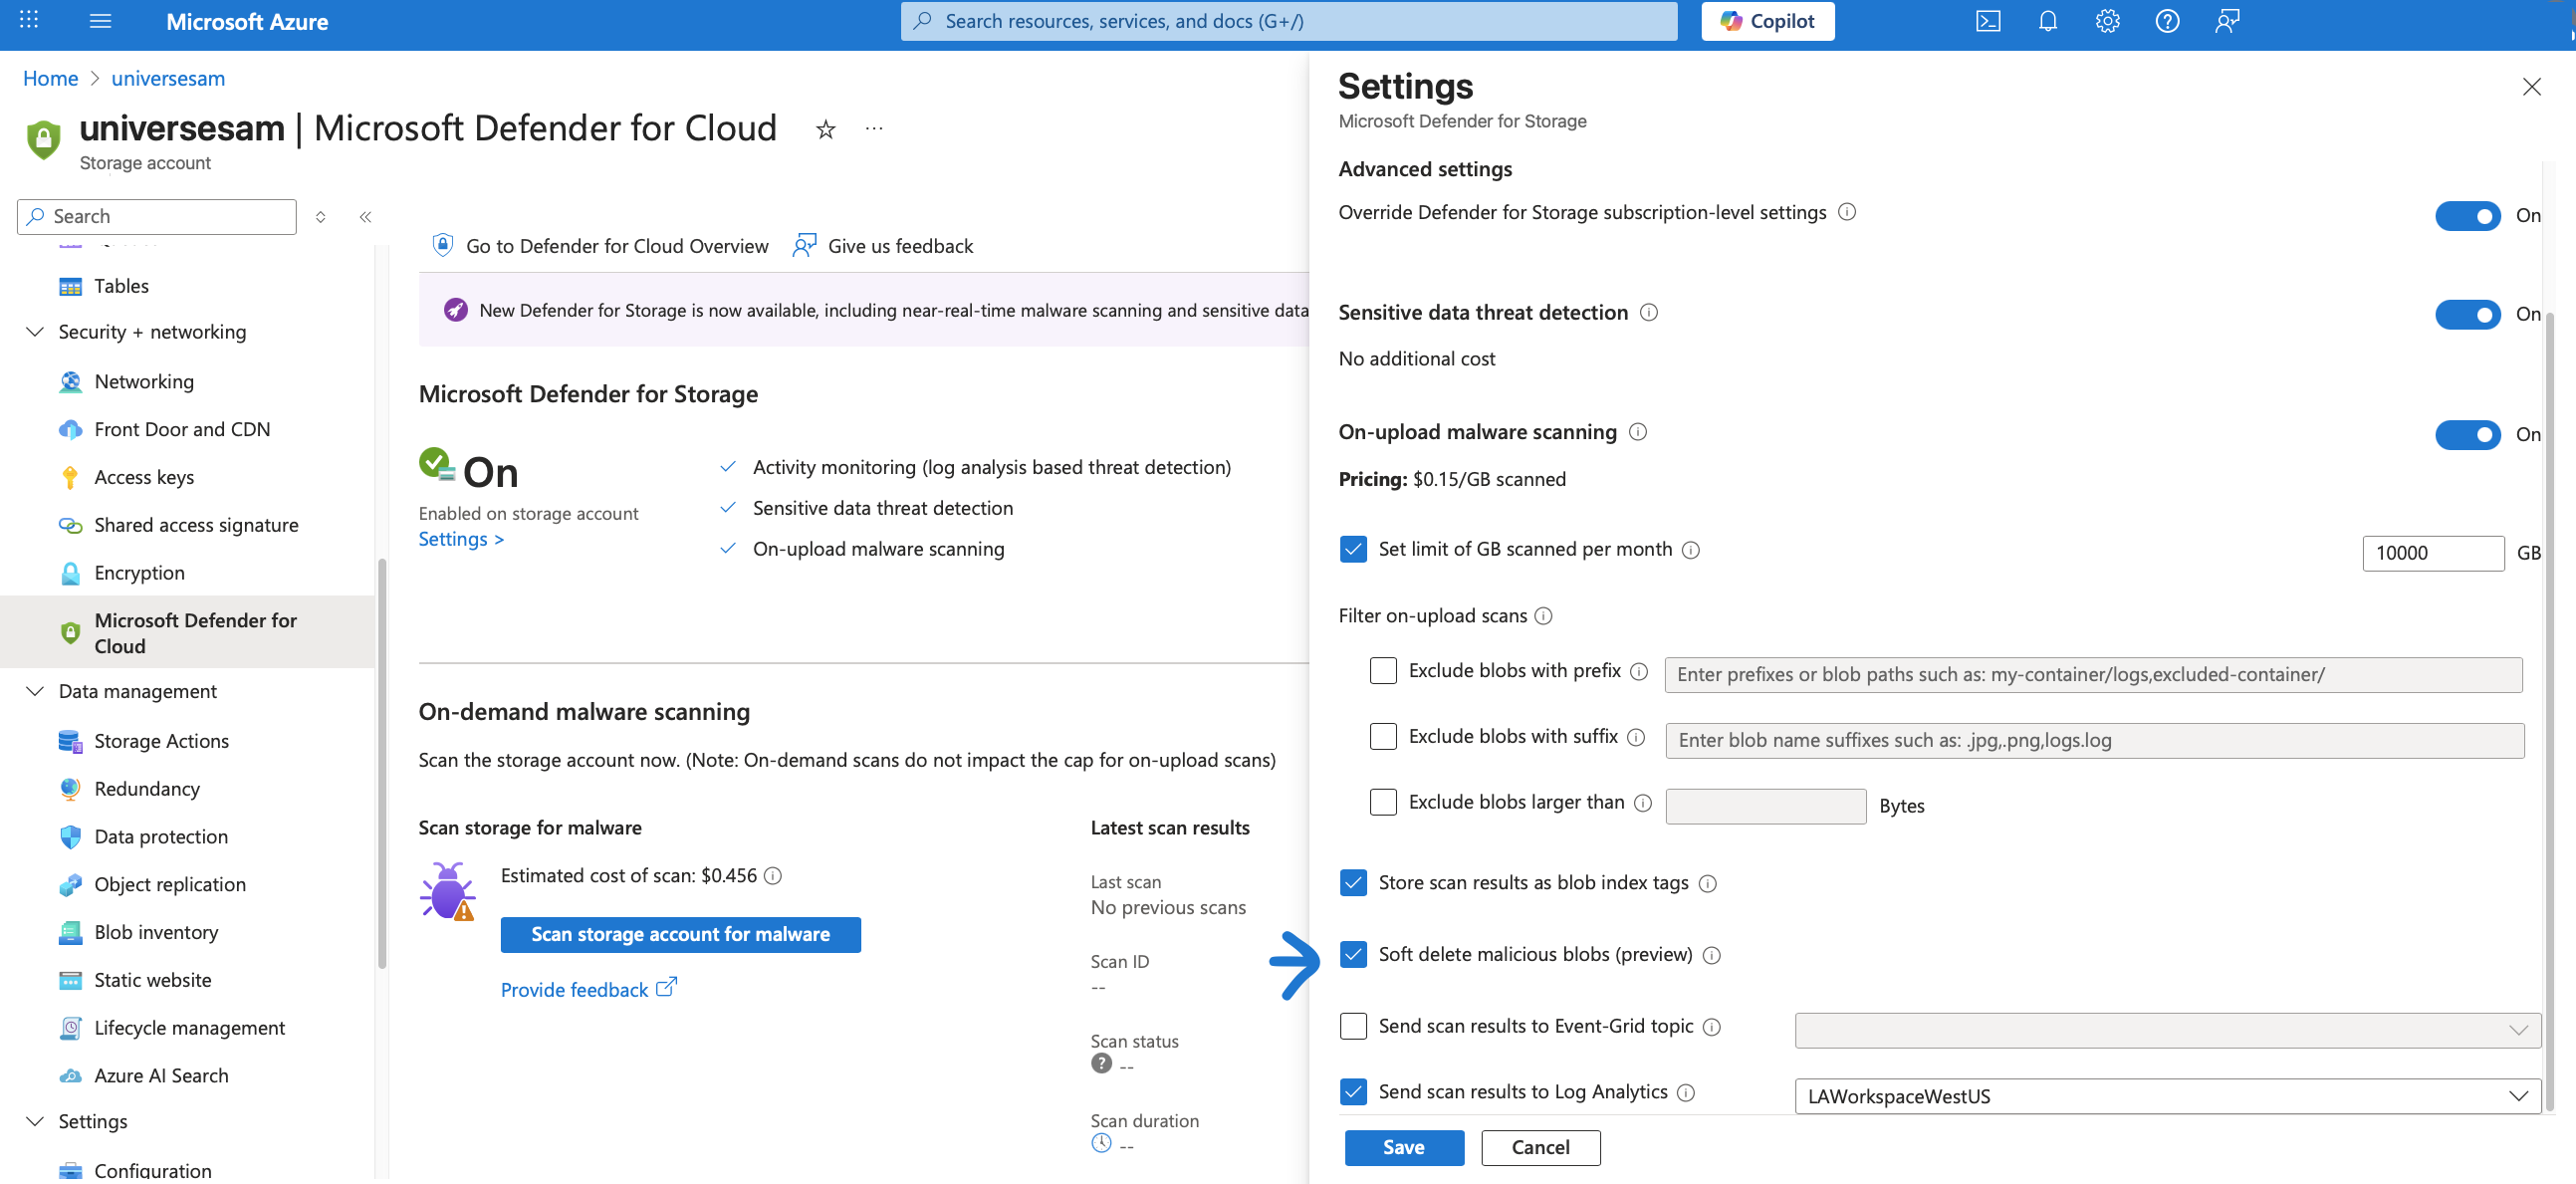 Microsoft Azure
Search resources, services, and docs (G+/)
Copilot
Home > universesam
universesam | Microsoft Defender for Cloud
Storage account
Search
Tables
Security + networking
Networking
Front Door and CDN
Access keys
Shared access signature
Encryption
Microsoft Defender for
Cloud
Data management
Storage Actions
Redundancy
Data protection
Object replication
Blob inventory
Static website
Lifecycle management
Azure AI Search
Settings
Configuration
Go to Defender for Cloud Overview
Give us feedback
New Defender for Storage is now available, including near-real-time malware scanning and sensitive data
Microsoft Defender for Storage
On
Enabled on storage account
Settings >
Activity monitoring (log analysis based threat detection)
Sensitive data threat detection
On-upload malware scanning
On-demand malware scanning
Scan the storage account now. (Note: On-demand scans do not impact the cap for on-upload scans)
Scan storage for malware
Estimated cost of scan: $0.456
Scan storage account for malware
Provide feedback
Latest scan results
Last scan
No previous scans
Scan ID
--
Scan status
--
Scan duration
--
Settings
Microsoft Defender for Storage
Advanced settings
Override Defender for Storage subscription-level settings
On
Sensitive data threat detection
On
No additional cost
On-upload malware scanning
On
Pricing: $0.15/GB scanned
Set limit of GB scanned per month
10000 GB
Filter on-upload scans
Exclude blobs with prefix
Enter prefixes or blob paths such as: my-container/logs,excluded-container/
Exclude blobs with suffix
Enter blob name suffixes such as: .jpg,.png,logs.log
Exclude blobs larger than
Bytes
Store scan results as blob index tags
Soft delete malicious blobs (preview)
Send scan results to Event-Grid topic
Send scan results to Log Analytics
LAWorkspaceWestUS
Save
Cancel